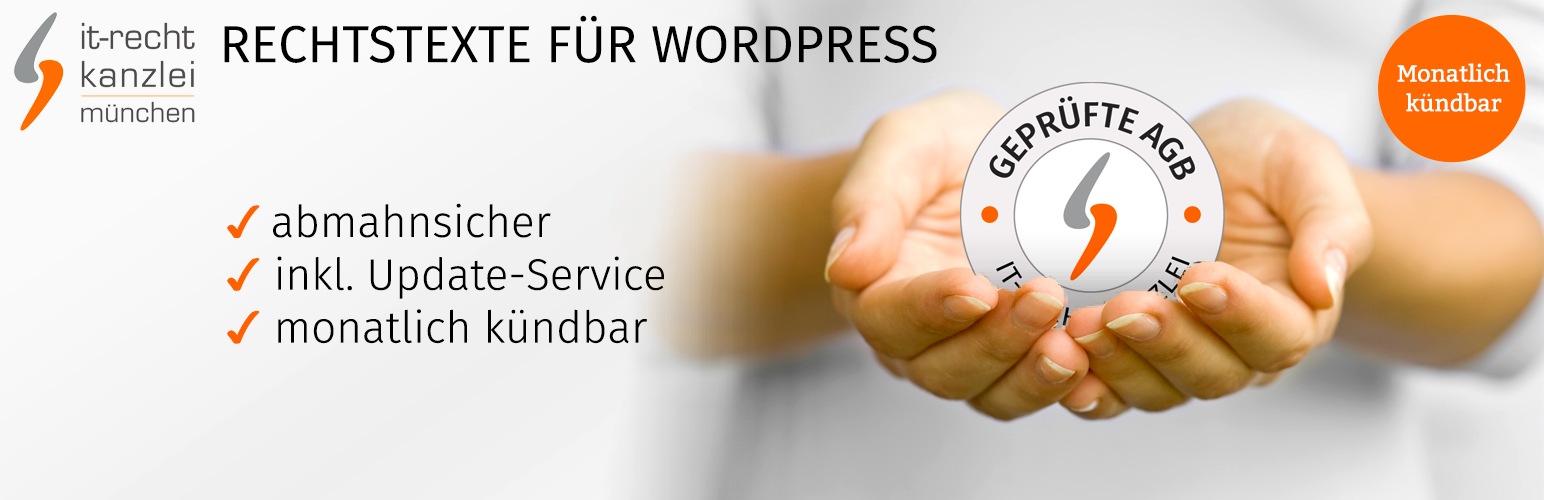 it-recht
kanzlei
münchen
RECHTSTEXTE FÜR WORDPRESS
Monatlich
kündbar
GEPRÜFTE AGB
✓ abmahnsicher
✓ inkl. Update-Service
✓ monatlich kündbar